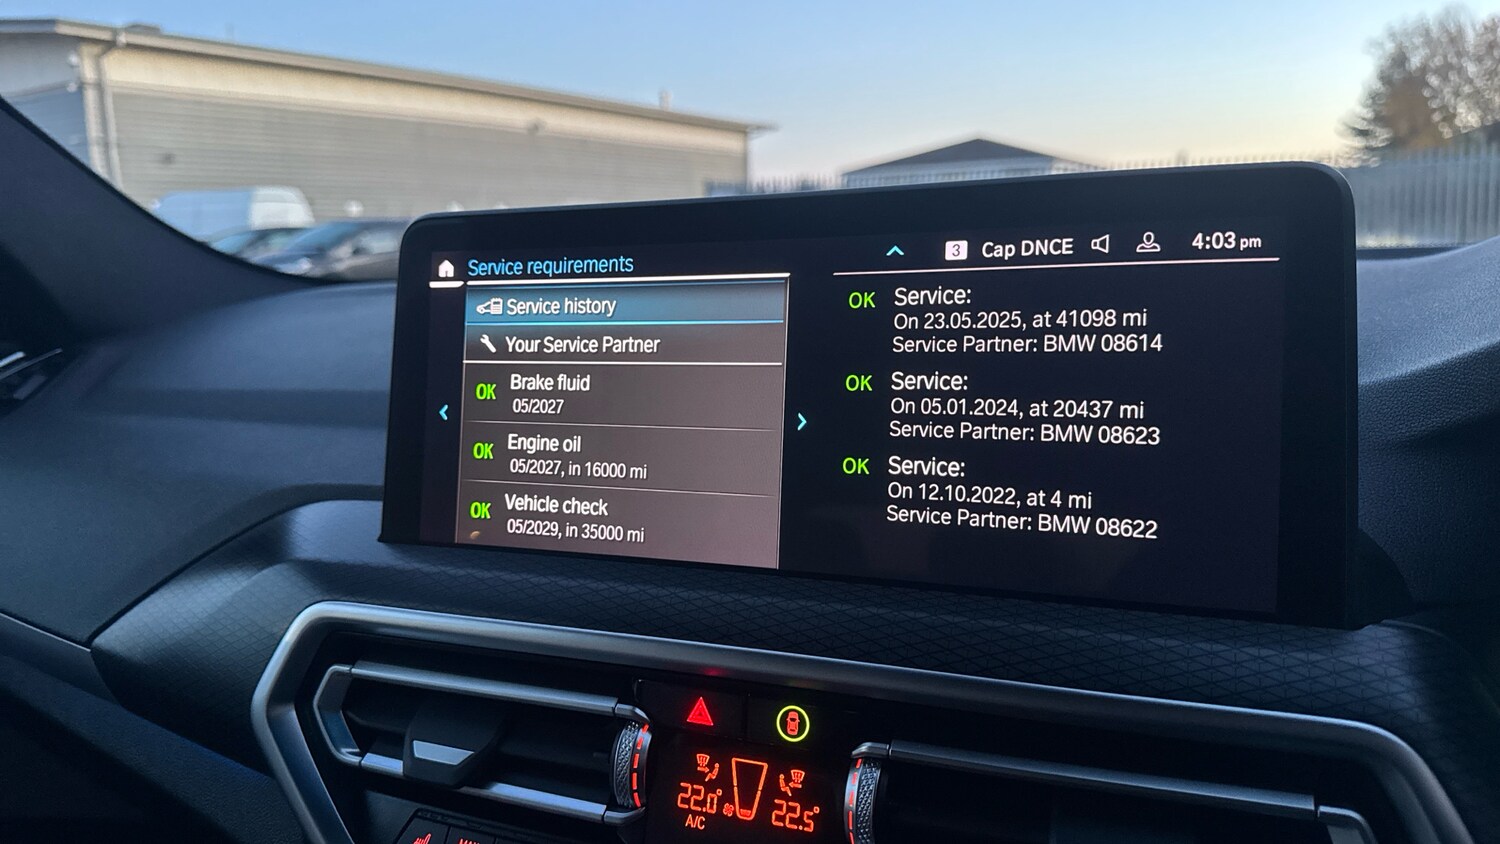 Service requirements
Service history
Your Service Partner
OK Brake fluid
05/2027
OK Engine oil
05/2027, in 16000 mi
OK Vehicle check
05/2029, in 35000 mi
3 Cap DNCE 4:03 pm
OK Service:
On 23.05.2025, at 41098 mi
Service Partner: BMW 08614
OK Service:
On 05.01.2024, at 20437 mi
Service Partner: BMW 08623
OK Service:
On 12.10.2022, at 4 mi
Service Partner: BMW 08622
22.0° 22.5°
A/C